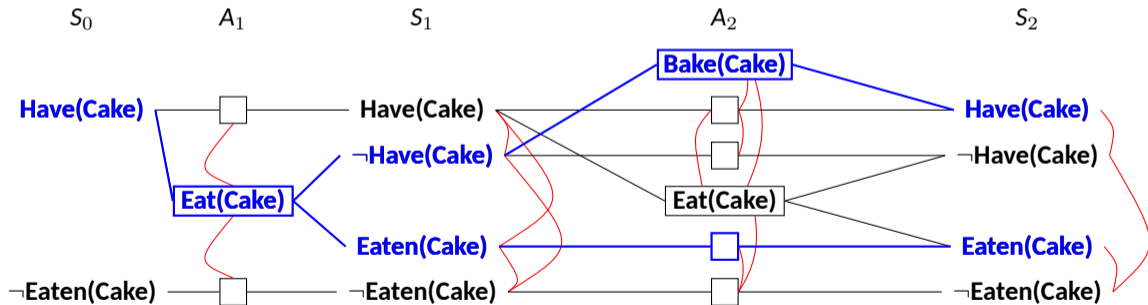 S0 A1 S1 A2 S2
Bake(Cake)
Have(Cake) Have(Cake) Have(Cake)
¬Have(Cake) ¬Have(Cake)
Eat(Cake) Eat(Cake)
Eaten(Cake) Eaten(Cake)
¬Eaten(Cake) ¬Eaten(Cake) ¬Eaten(Cake)